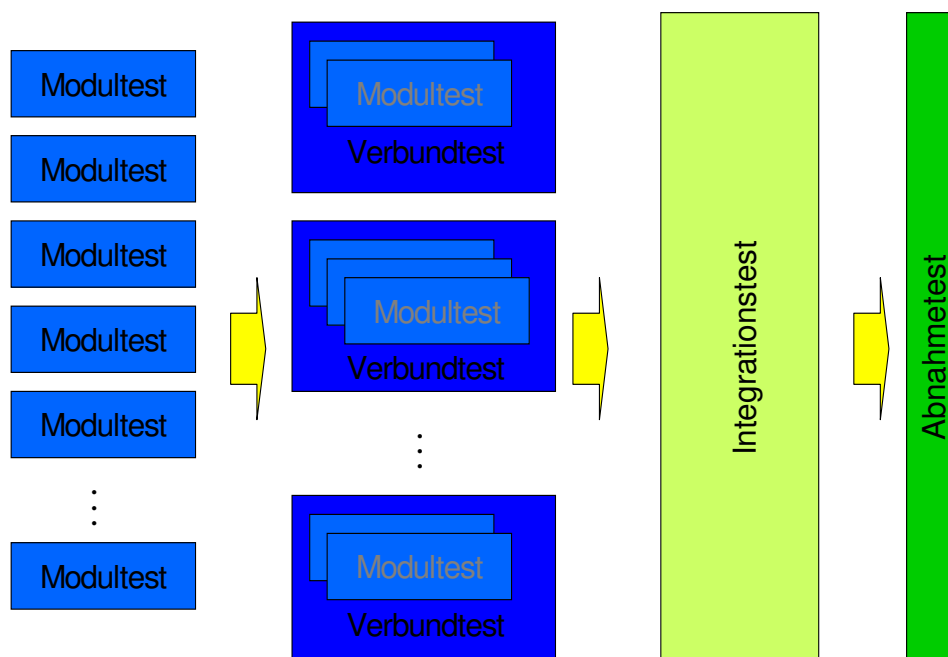 Modultest
Modultest
Modultest
Modultest
Modultest
⋮
Modultest
Modultest
Verbundtest
Modultest
Verbundtest
⋮
Modultest
Verbundtest
Integrationstest
Abnahmetest